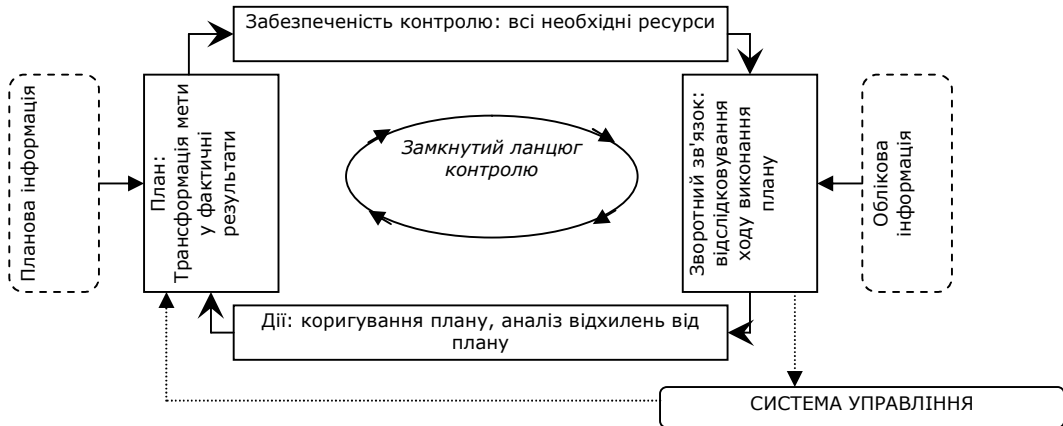 Забезпеченість контролю: всі необхідні ресурси
Планова інформація
План:
Трансформація мети
у фактичні
результати
Замкнутий ланцюг
контролю
Зворотний зв'язок:
відслідковування
ходу виконання
плану
Облікова
інформація
Дії: коригування плану, аналіз відхилень від
плану
СИСТЕМА УПРАВЛІННЯ